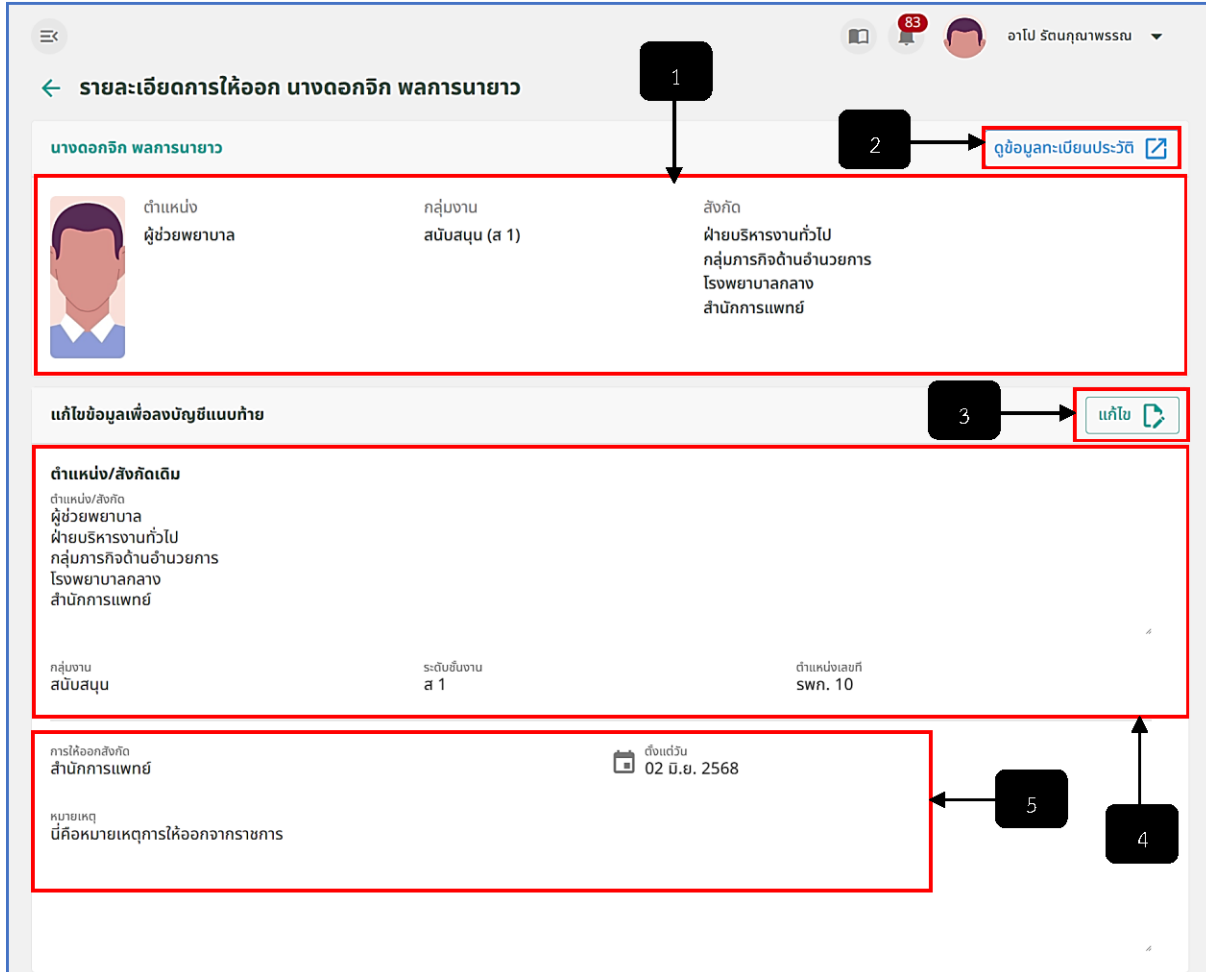 83
อาโป รัตนกุณาพรรณ
รายละเอียดการให้ออก นางดอกจิก พลการนายาว
1
นางดอกจิก พลการนายาว
2
ดูข้อมูลทะเบียนประวัติ
ตำแหน่ง
ผู้ช่วยพยาบาล
กลุ่มงาน
สนับสนุน (ส 1)
สังกัด
ฝ่ายบริหารงานทั่วไป
กลุ่มภารกิจด้านอำนวยการ
โรงพยาบาลกลาง
สำนักการแพทย์
แก้ไขข้อมูลเพื่อลงบัญชีแนบท้าย
3
แก้ไข
ตำแหน่ง/สังกัดเดิม
ตำแหน่ง/สังกัด
ผู้ช่วยพยาบาล
ฝ่ายบริหารงานทั่วไป
กลุ่มภารกิจด้านอำนวยการ
โรงพยาบาลกลาง
สำนักการแพทย์
กลุ่มงาน
สนับสนุน
ระดับชั้นงาน
ส 1
ตำแหน่งเลขที่
รพก. 10
การให้ออกสังกัด
สำนักการแพทย์
ตั้งแต่วัน
02 มิ.ย. 2568
5
4
หมายเหตุ
นี่คือหมายเหตุการให้ออกจากราชการ